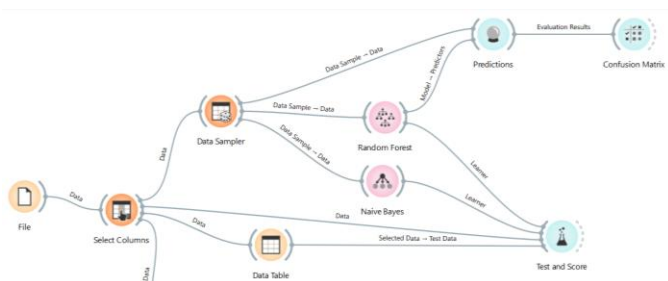 Evaluation Results
Data Sample → Data
Model → Predictors
Predictions
Confusion Matrix
Data Sample → Data
Data Sampler
Random Forest
Data Sample → Data
Data
Learner
Data
Naive Bayes
Learner
File
Select Columns
Data
Data
Selected Data → Test Data
Data Table
Test and Score
Data